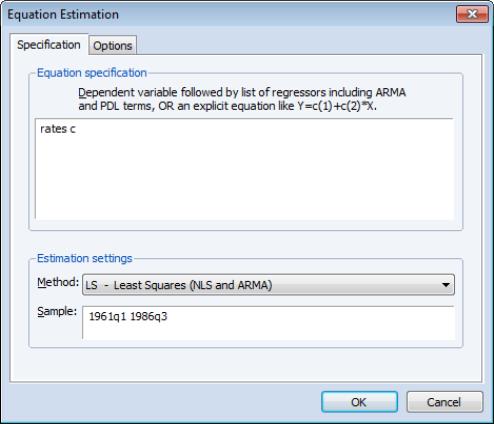 Equation Estimation
Specification
Options
Equation specification
Dependent variable followed by list of regressors including ARMA
and PDL terms, OR an explicit equation like Y=c(1)+c(2)*X.
rates c
Estimation settings
Method:
LS - Least Squares (NLS and ARMA)
Sample:
1961q1 1986q3
OK
Cancel